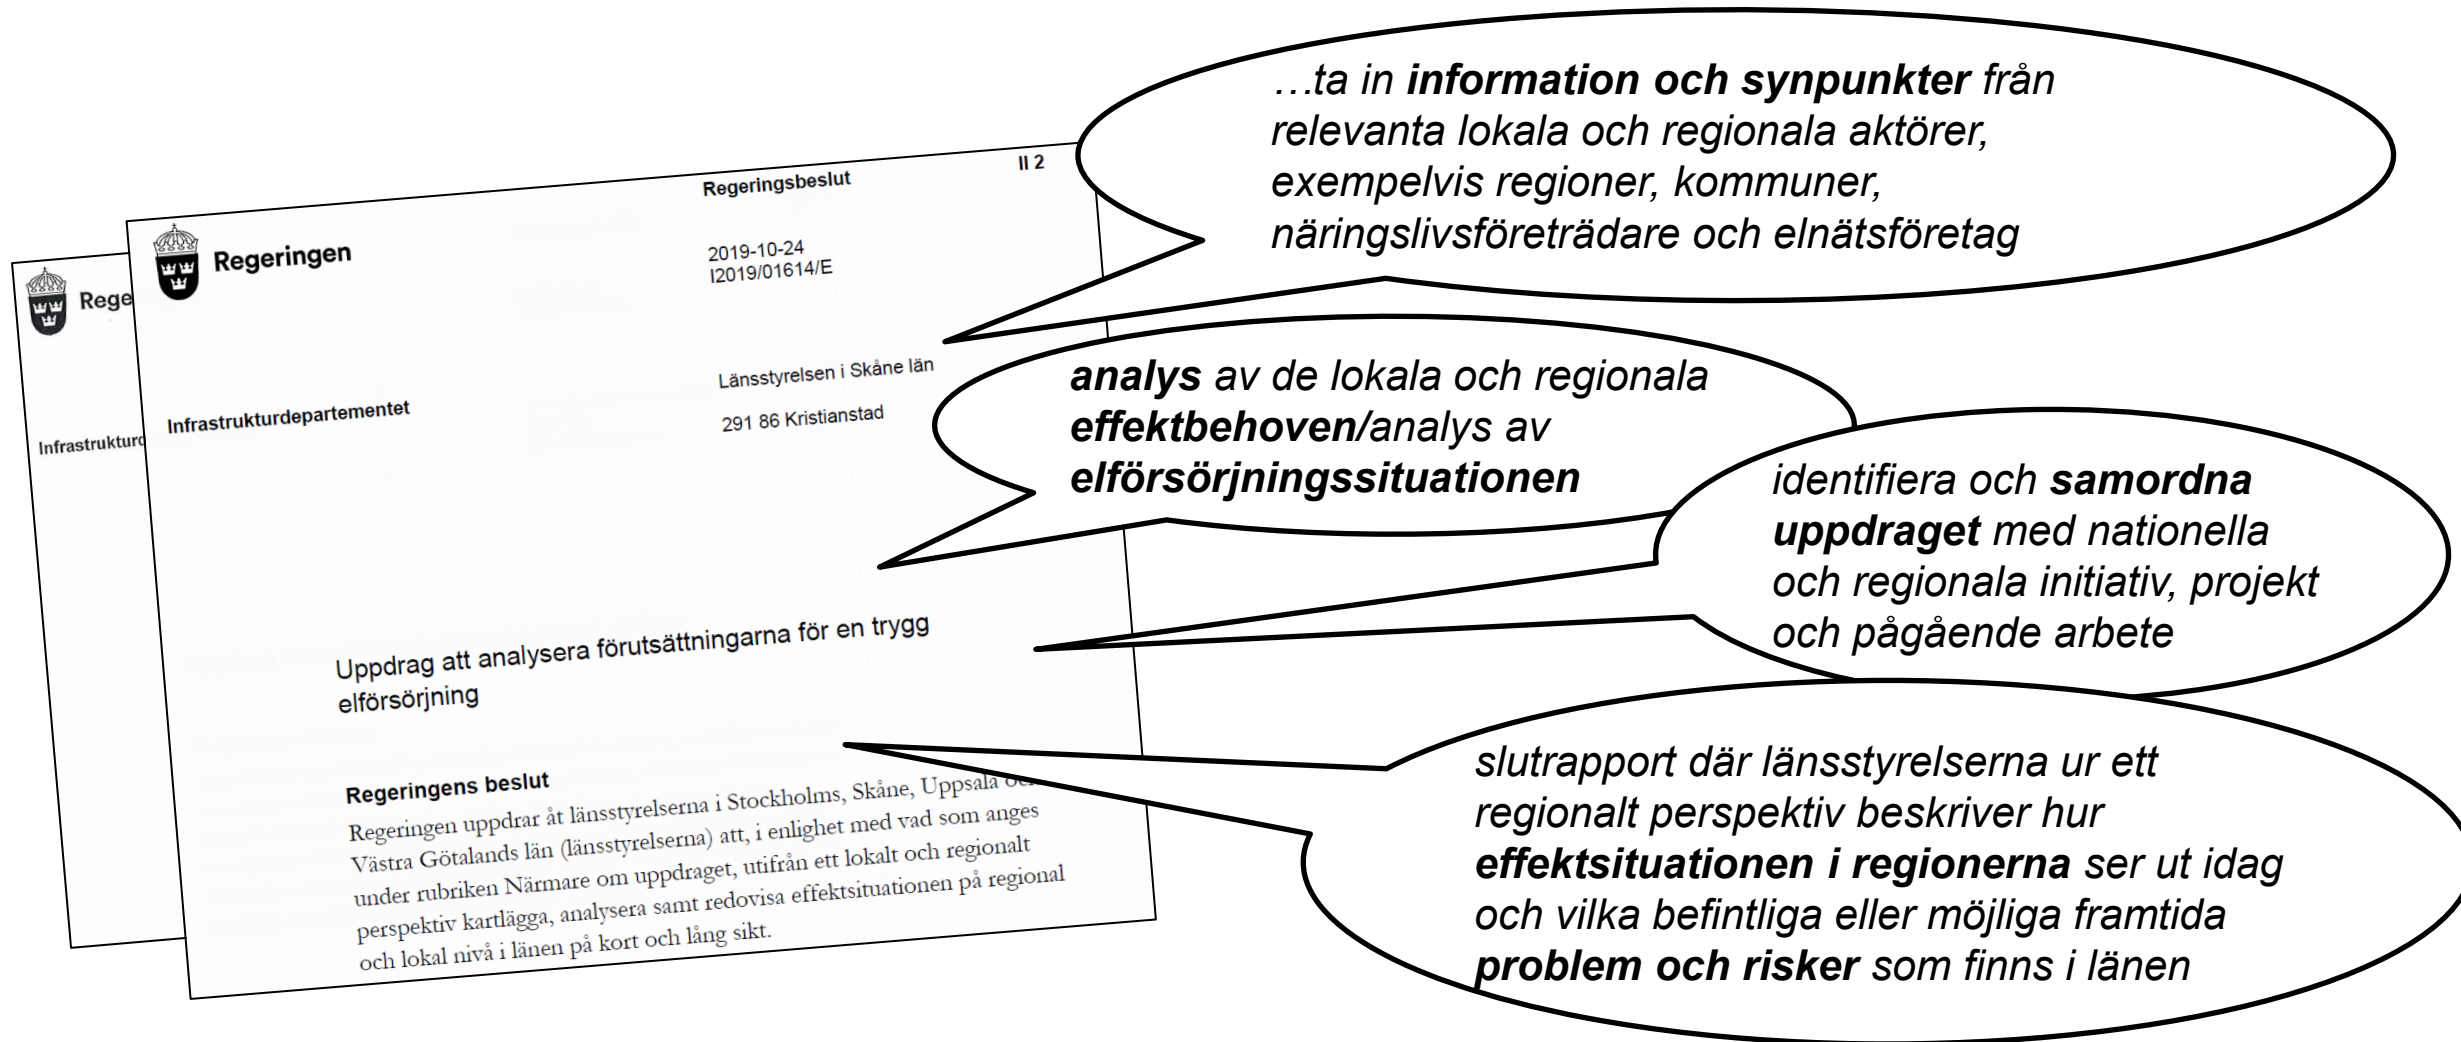 Rege
Infrastrukturd
Regeringen
Regeringsbeslut
II 2
2019-10-24
I2019/01614/E
Infrastrukturdepartementet
Länsstyrelsen i Skåne län
291 86 Kristianstad
Uppdrag att analysera förutsättningarna för en trygg
elförsörjning
Regeringens beslut
Regeringen uppdrar åt länsstyrelserna i Stockholms, Skåne, Uppsala
Västra Götalands län (länsstyrelserna) att, i enlighet med vad som anges
under rubriken Närmare om uppdraget, utifrån ett lokalt och regionalt
perspektiv kartlägga, analysera samt redovisa effektsituationen på regional
och lokal nivå i länen på kort och lång sikt.
…ta in information och synpunkter från
relevanta lokala och regionala aktörer,
exempelvis regioner, kommuner,
näringslivsföreträdare och elnätsföretag
analys av de lokala och regionala
effektbehoven/analys av
elförsörjningssituationen
identifiera och samordna
uppdraget med nationella
och regionala initiativ, projekt
och pågående arbete
slutrapport där länsstyrelserna ur ett
regionalt perspektiv beskriver hur
effektsituationen i regionerna ser ut idag
och vilka befintliga eller möjliga framtida
problem och risker som finns i länen